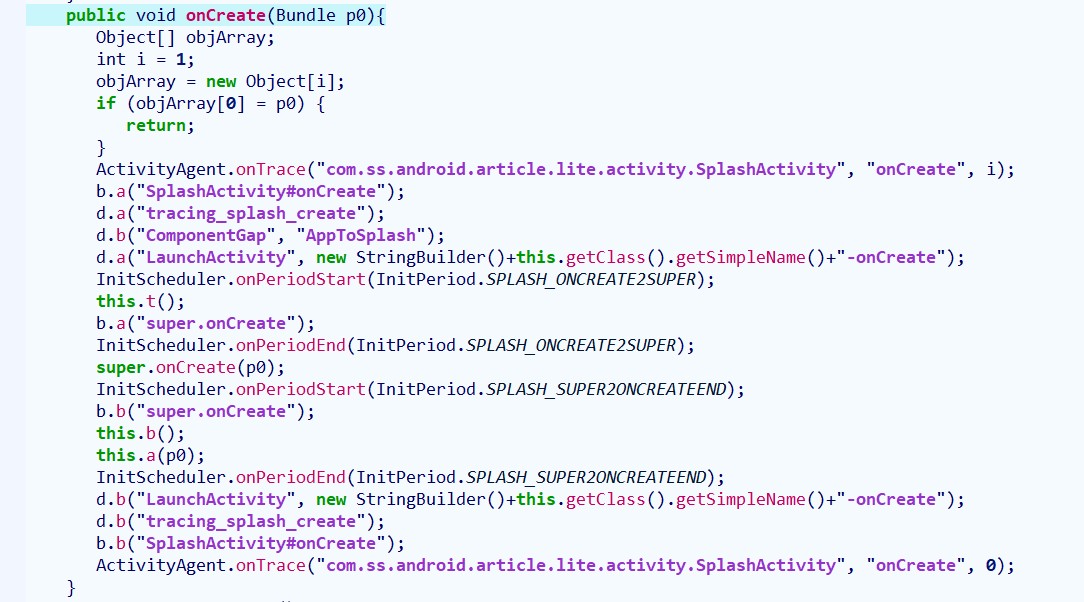 public void onCreate(Bundle p0){
Object[] objArray;
int i = 1;
objArray = new Object[i];
if (objArray[0] = p0) {
return;
}
ActivityAgent.onTrace("com.ss.android.article.lite.activity.SplashActivity", "onCreate", i);
b.a("SplashActivity#onCreate");
d.a("tracing_splash_create");
d.b("ComponentGap", "AppToSplash");
d.a("LaunchActivity", new StringBuilder()+this.getClass().getSimpleName()+"-onCreate");
InitScheduler.onPeriodStart(InitPeriod.SPLASH_ONCREATE2SUPER);
this.t();
b.a("super.onCreate");
InitScheduler.onPeriodEnd(InitPeriod.SPLASH_ONCREATE2SUPER);
super.onCreate(p0);
InitScheduler.onPeriodStart(InitPeriod.SPLASH_SUPER2ONCREATEEND);
b.b("super.onCreate");
this.b();
this.a(p0);
InitScheduler.onPeriodEnd(InitPeriod.SPLASH_SUPER2ONCREATEEND);
d.b("LaunchActivity", new StringBuilder()+this.getClass().getSimpleName()+"-onCreate");
d.b("tracing_splash_create");
b.b("SplashActivity#onCreate");
ActivityAgent.onTrace("com.ss.android.article.lite.activity.SplashActivity", "onCreate", 0);
}